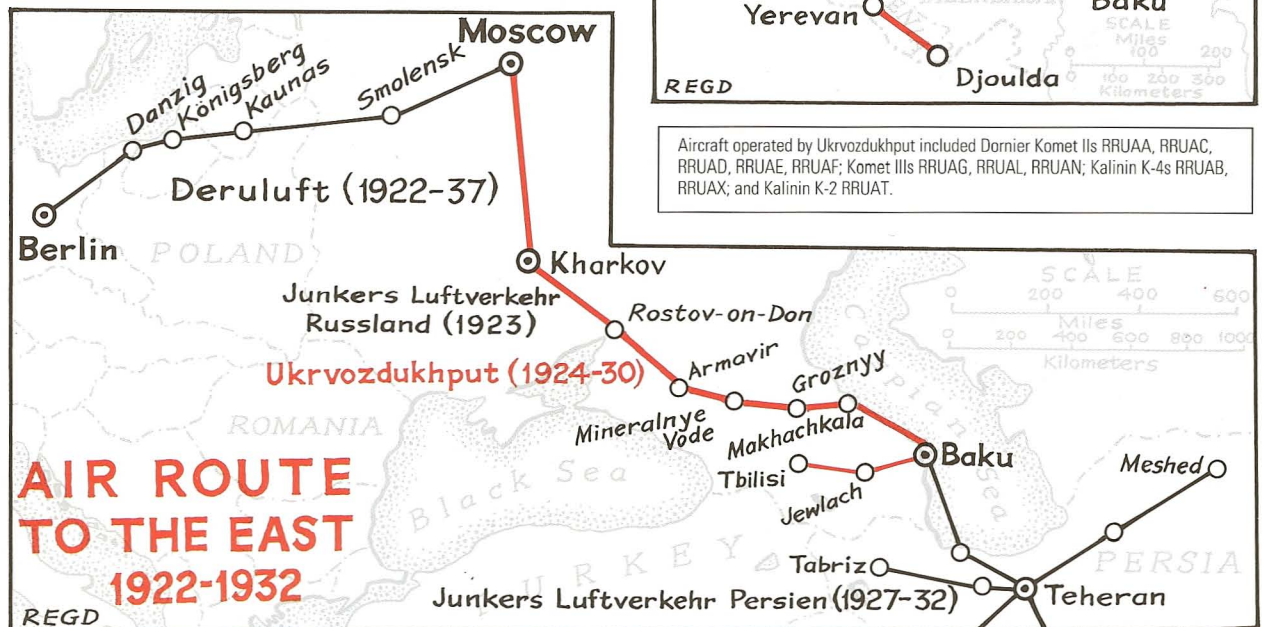 Moscow
Smolensk
Kaunas
Königsberg
Danzig
Deruluft (1922-37)
Berlin
POLAND
Yerevan
Djoulda
REGD
Baku
SCALE
Miles
0 100 200
0 100 200 300
Kilometers
Aircraft operated by Ukrvozdukhput included Dornier Komet IIs RRUAA, RRUAC,
RRUAD, RRUAE, RRUAF; Komet IIIs RRUAG, RRUAL, RRUAN; Kalinin K-4s RRUAB,
RRUAX; and Kalinin K-2 RRUAT.
Kharkov
Junkers Luftverkehr
Russland (1923)
Rostov-on-Don
Ukrvozdukhput (1924-30)
Armavir
Groznyy
Mineralnye
Vode
Makhachkala
SCALE
0 200 400 600
Miles
0 200 400 600 800 1000
Kilometers
Caspian Sea
ROMANIA
Black Sea
TURKEY
Tbilisi
Jewlach
Baku
Meshed
PERSIA
Tabriz
Teheran
Junkers Luftverkehr Persien (1927-32)
AIR ROUTE
TO THE EAST
1922-1932
REGD